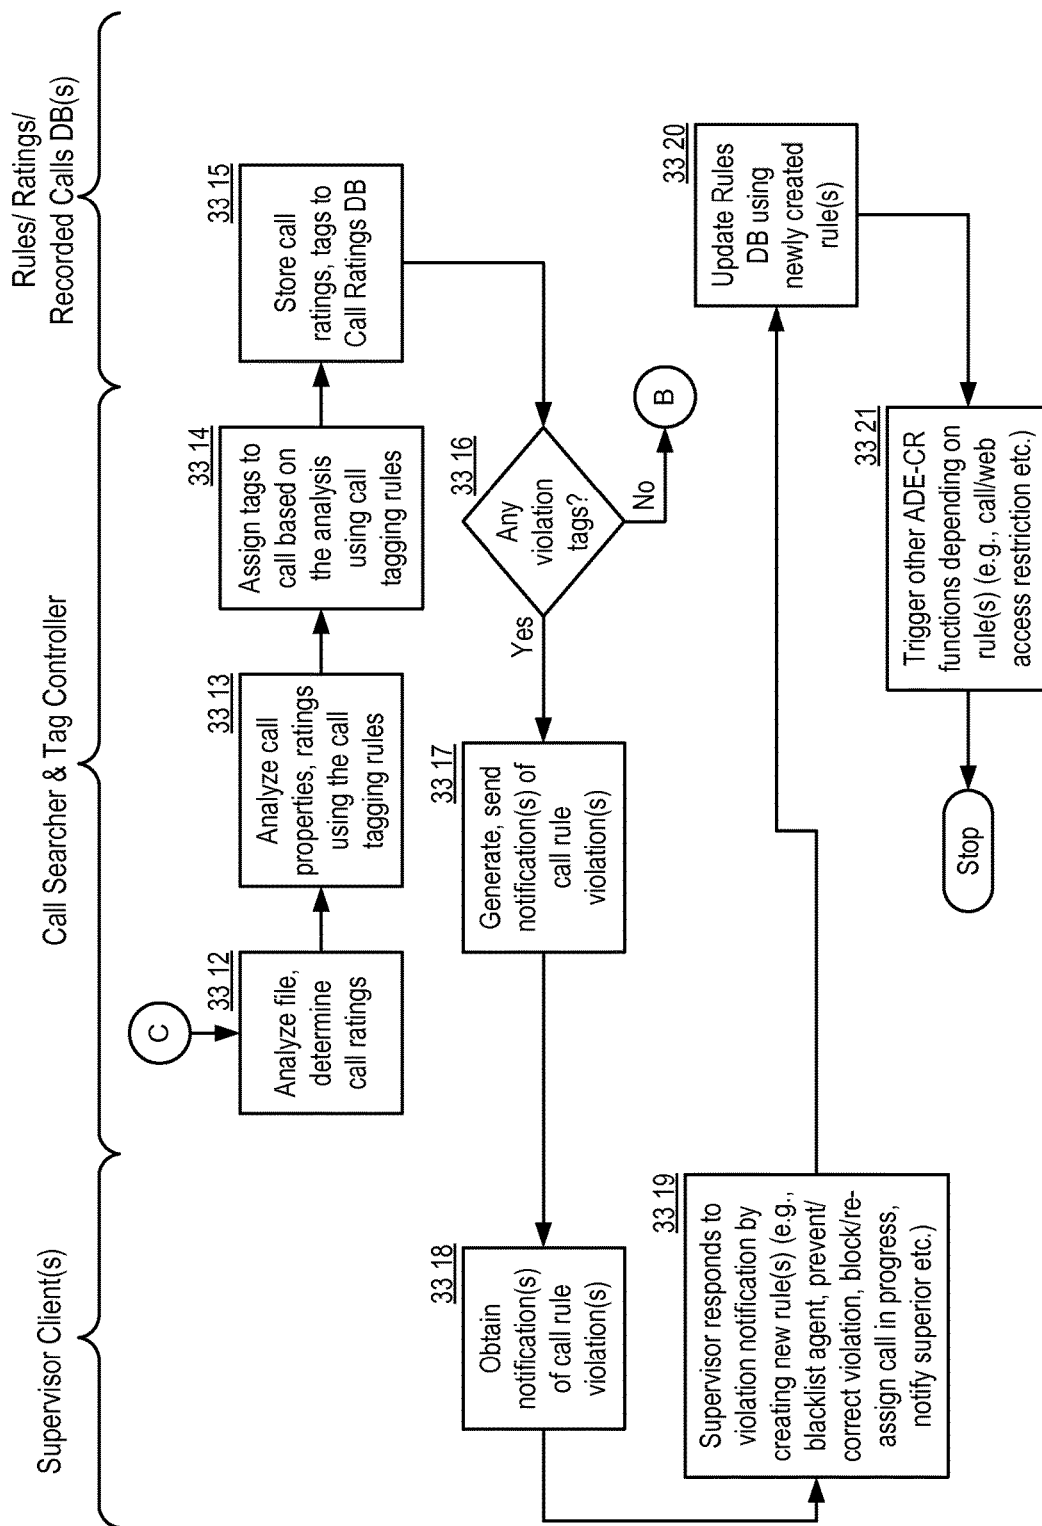 Supervisor Client(s)
Call Searcher & Tag Controller
Rules/ Ratings/
Recorded Calls DB(s)
C
33 12
Analyze file,
determine
call ratings
33 13
Analyze call
properties, ratings
using the call
tagging rules
33 14
Assign tags to
call based on
the analysis
using call
tagging rules
33 15
Store call
ratings, tags to
Call Ratings DB
33 16
Any
violation
tags?
No
B
Yes
33 17
Generate, send
notification(s) of
call rule
violation(s)
33 18
Obtain
notification(s)
of call rule
violation(s)
33 19
Supervisor responds to
violation notification by
creating new rule(s) (e.g.,
blacklist agent, prevent/
correct violation, block/re-
assign call in progress,
notify superior etc.)
33 20
Update Rules
DB using
newly created
rule(s)
33 21
Trigger other ADE-CR
functions depending on
rule(s) (e.g., call/web
access restriction etc.)
Stop